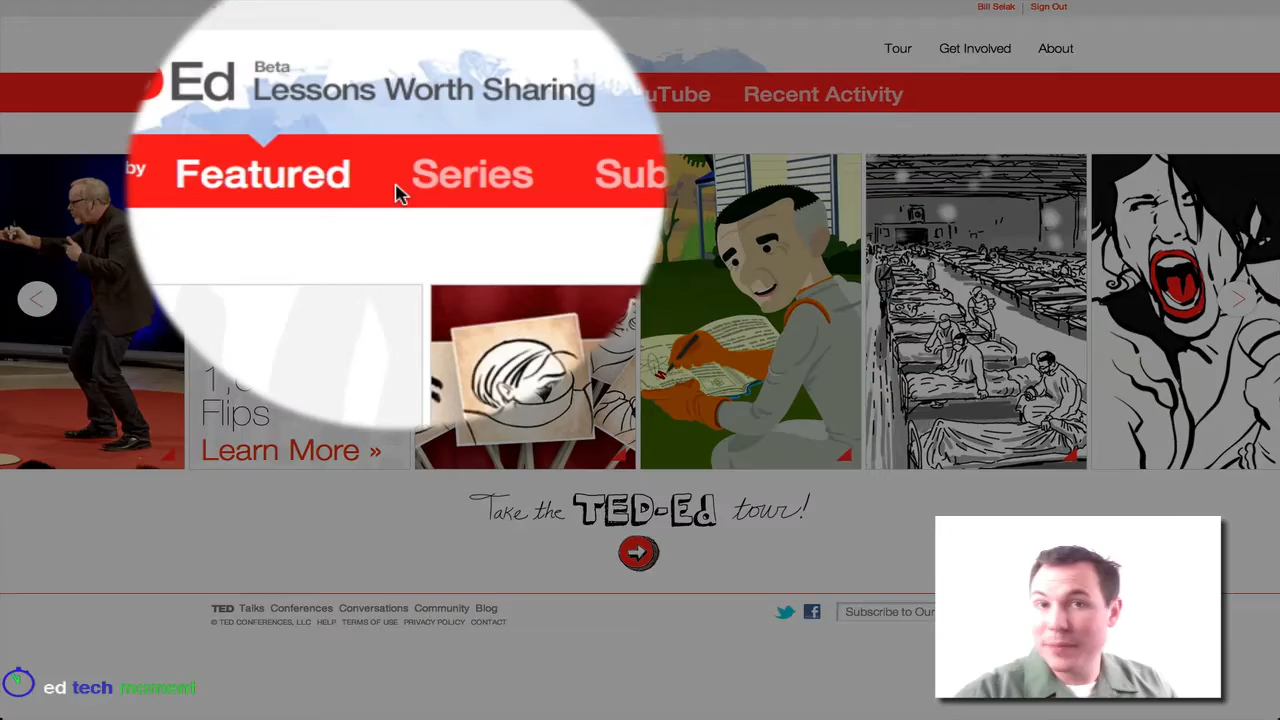 Bill Selak | Sign Out
Tour Get Involved About
Ed Beta
Lessons Worth Sharing
by Featured Series Sub uTube Recent Activity
Flips
Learn More »
Take the TED-Ed tour!
TED Talks Conferences Conversations Community Blog
© TED CONFERENCES, LLC HELP TERMS OF USE PRIVACY POLICY CONTACT
Subscribe to Our
ed tech moment